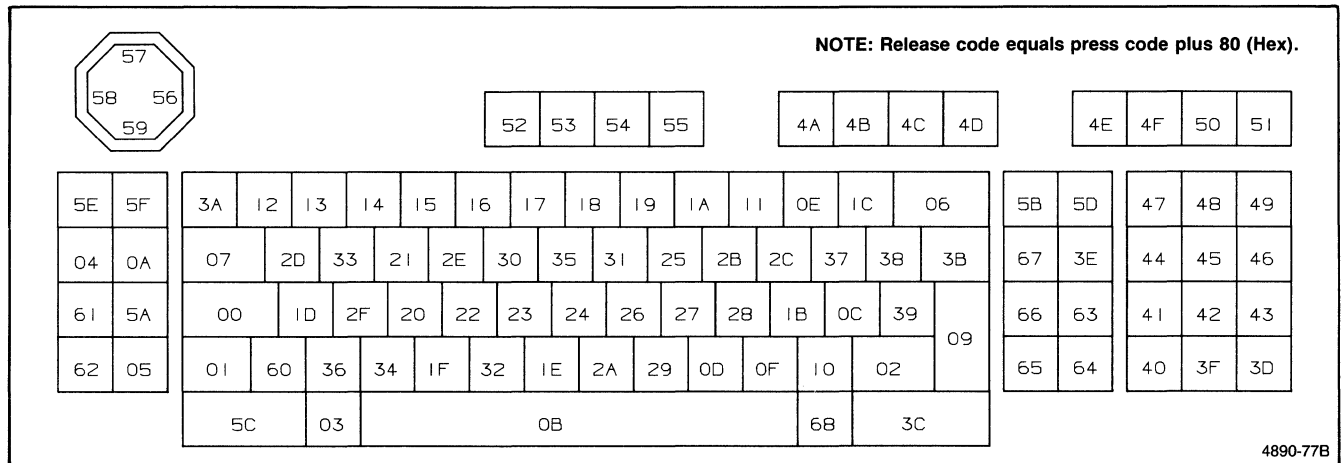 NOTE: Release code equals press code plus 80 (Hex).
57
58 56
59
52 53 54 55 4A 4B 4C 4D 4E 4F 50 51
5E 5F 3A 12 13 14 15 16 17 18 19 1A 11 0E 1C 06 5B 5D 47 48 49
04 0A 07 2D 33 21 2E 30 35 31 25 2B 2C 37 38 3B 67 3E 44 45 46
61 5A 00 1D 2F 20 22 23 24 26 27 28 1B 0C 39 66 63 41 42 43
09
62 05 01 60 36 34 1F 32 1E 2A 29 0D 0F 10 02 65 64 40 3F 3D
5C 03 0B 68 3C
4890-77B